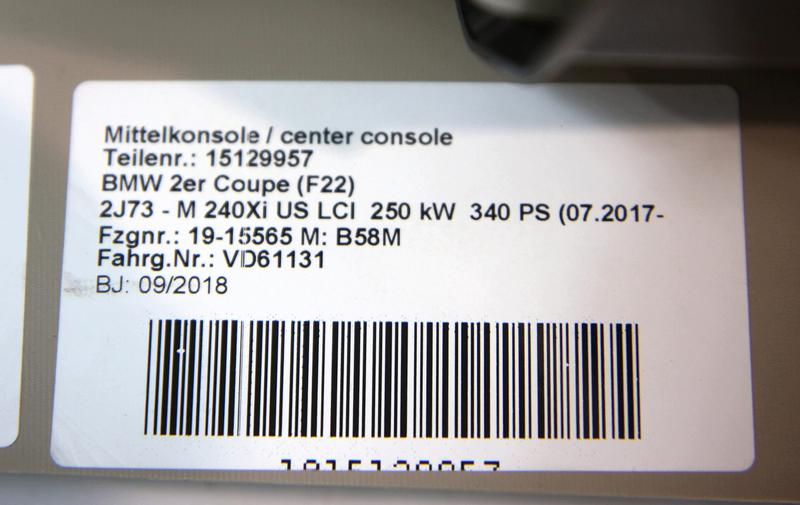 Mittelkonsole / center console
Teilenr.: 15129957
BMW 2er Coupe (F22)
2J73 - M 240Xi US LCI  250 kW  340 PS (07.2017-
Fzgnr.: 19-15565 M: B58M
Fahrg.Nr.: VD61131
BJ: 09/2018